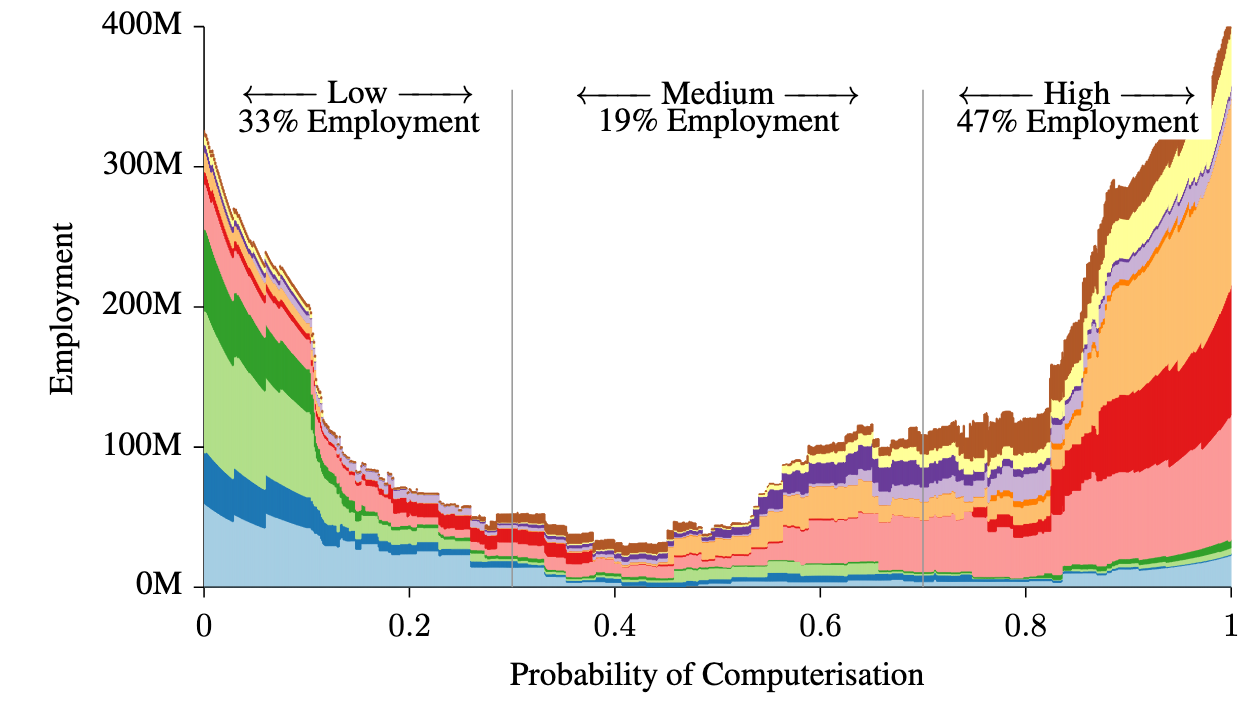 400M
300M
200M
100M
0M
Employment
← Low →
33% Employment
← Medium →
19% Employment
← High →
47% Employment
0 0.2 0.4 0.6 0.8 1
Probability of Computerisation